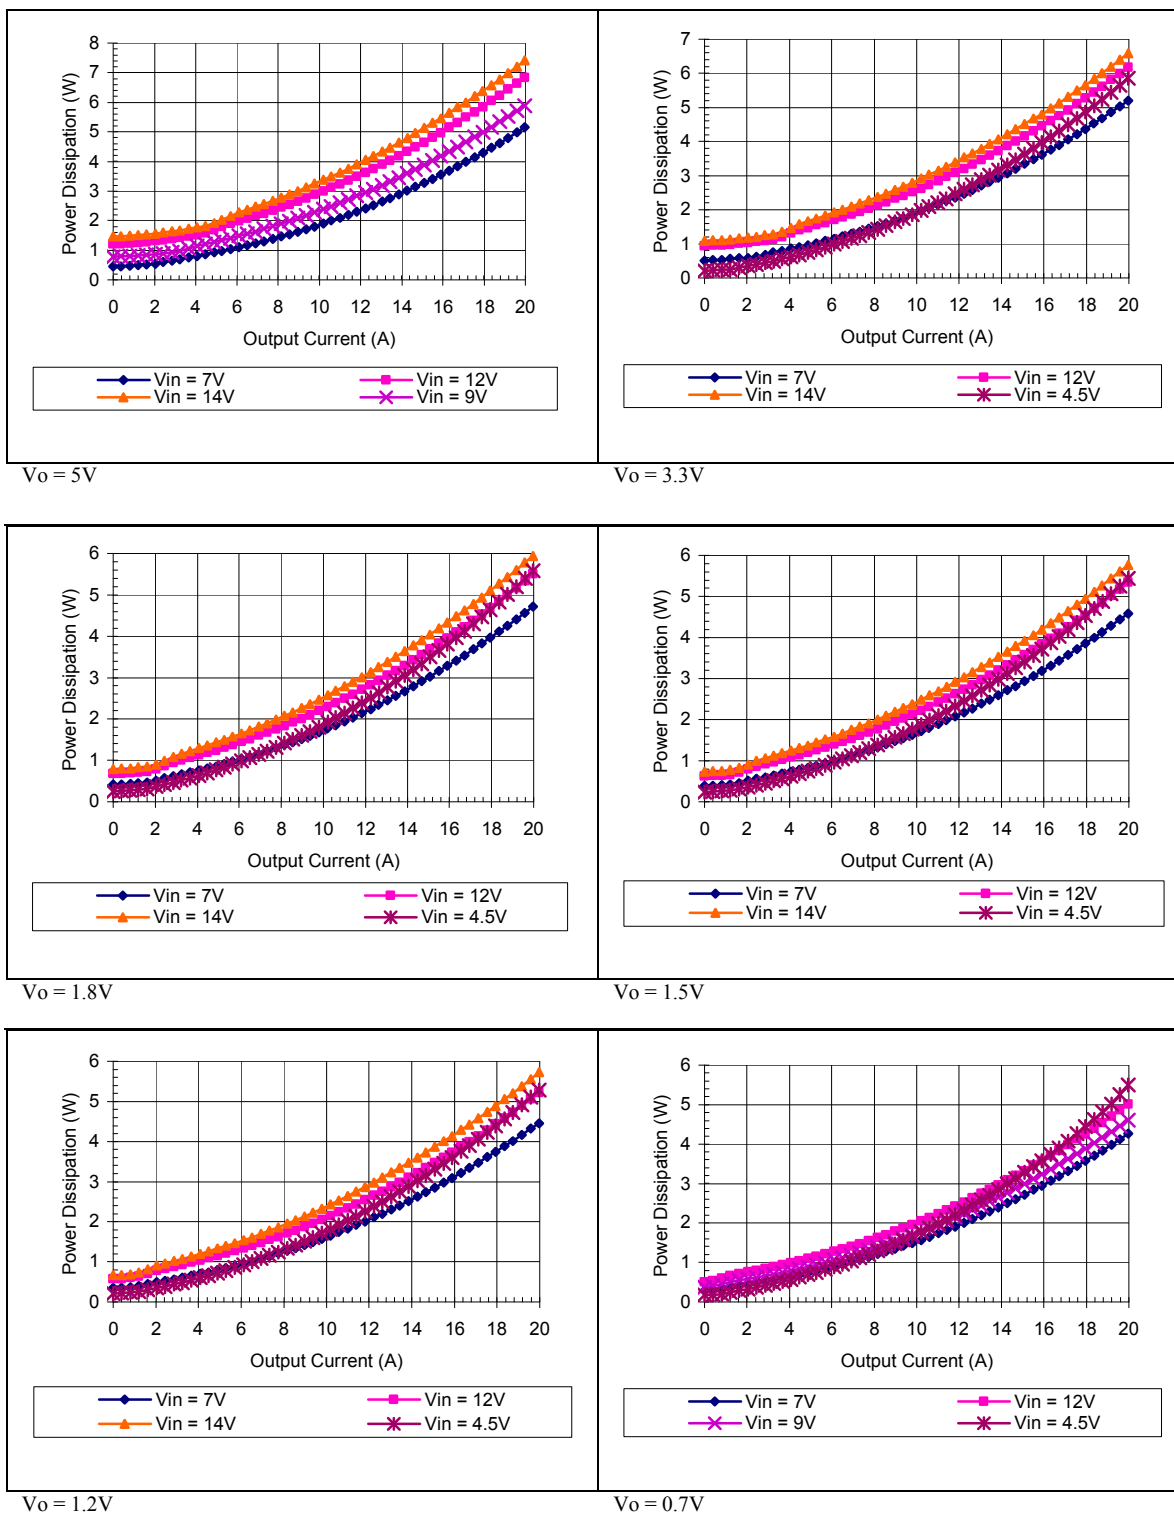 Power Dissipation (W)
8
7
6
5
4
3
2
1
0
0 2 4 6 8 10 12 14 16 18 20
Output Current (A)
Vin = 7V Vin = 12V
Vin = 14V Vin = 9V
Vo = 5V
Power Dissipation (W)
7
6
5
4
3
2
1
0
0 2 4 6 8 10 12 14 16 18 20
Output Current (A)
Vin = 7V Vin = 12V
Vin = 14V Vin = 4.5V
Vo = 3.3V
Power Dissipation (W)
6
5
4
3
2
1
0
0 2 4 6 8 10 12 14 16 18 20
Output Current (A)
Vin = 7V Vin = 12V
Vin = 14V Vin = 4.5V
Vo = 1.8V
Power Dissipation (W)
6
5
4
3
2
1
0
0 2 4 6 8 10 12 14 16 18 20
Output Current (A)
Vin = 7V Vin = 12V
Vin = 14V Vin = 4.5V
Vo = 1.5V
Power Dissipation (W)
6
5
4
3
2
1
0
0 2 4 6 8 10 12 14 16 18 20
Output Current (A)
Vin = 7V Vin = 12V
Vin = 14V Vin = 4.5V
Vo = 1.2V
Power Dissipation (W)
6
5
4
3
2
1
0
0 2 4 6 8 10 12 14 16 18 20
Output Current (A)
Vin = 7V Vin = 12V
Vin = 9V Vin = 4.5V
Vo = 0.7V